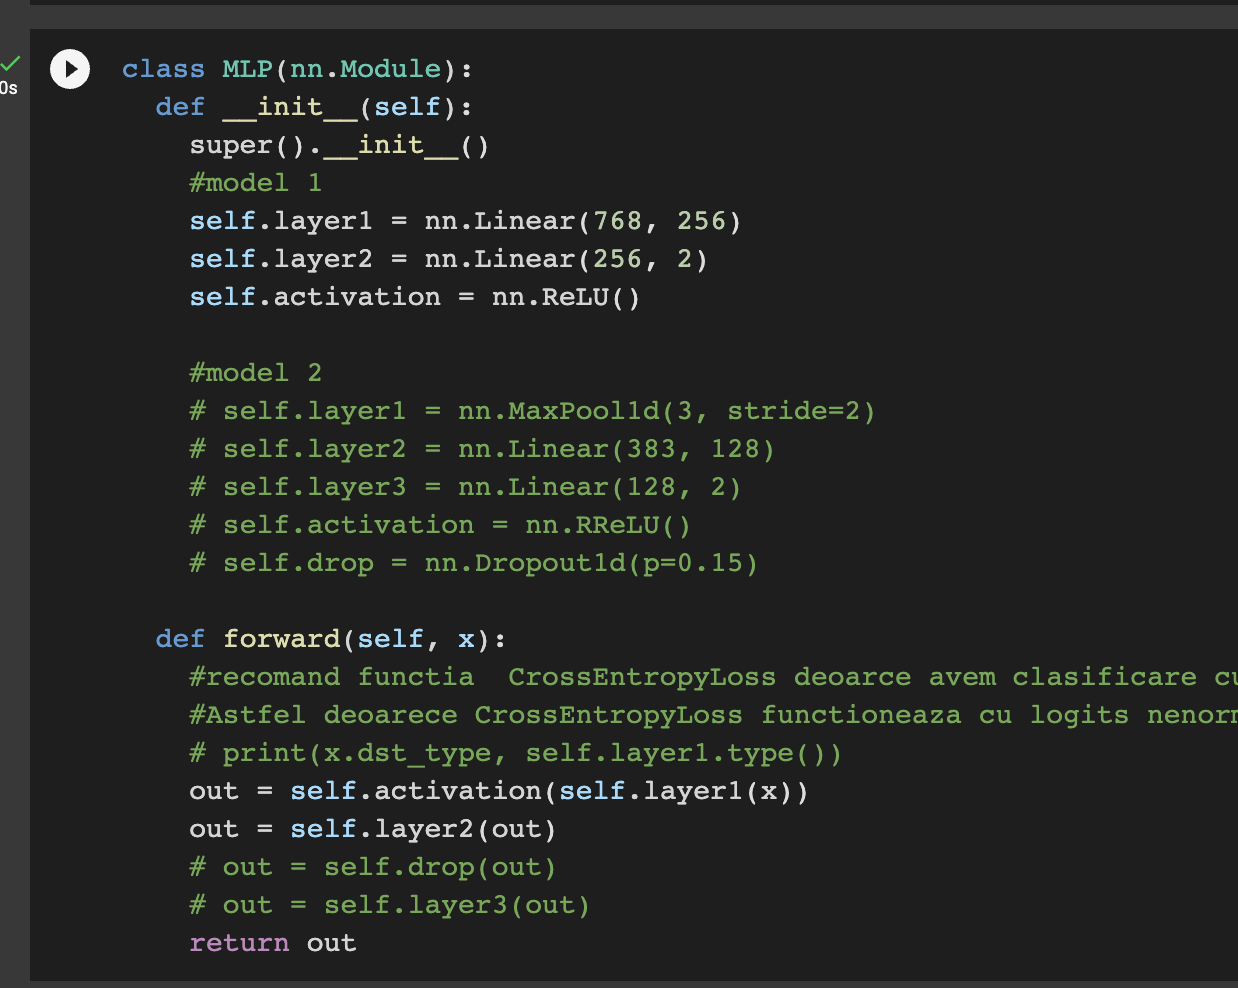 class MLP(nn.Module):
def __init__(self):
super().__init__()
#model 1
self.layer1 = nn.Linear(768, 256)
self.layer2 = nn.Linear(256, 2)
self.activation = nn.ReLU()
#model 2
# self.layer1 = nn.MaxPool1d(3, stride=2)
# self.layer2 = nn.Linear(383, 128)
# self.layer3 = nn.Linear(128, 2)
# self.activation = nn.RReLU()
# self.drop = nn.Dropout1d(p=0.15)
def forward(self, x):
#recomand functia  CrossEntropyLoss deoarce avem clasificare
#Astfel deoarece CrossEntropyLoss functioneaza cu logits
# print(x.dst_type, self.layer1.type())
out = self.activation(self.layer1(x))
out = self.layer2(out)
# out = self.drop(out)
# out = self.layer3(out)
return out
0s